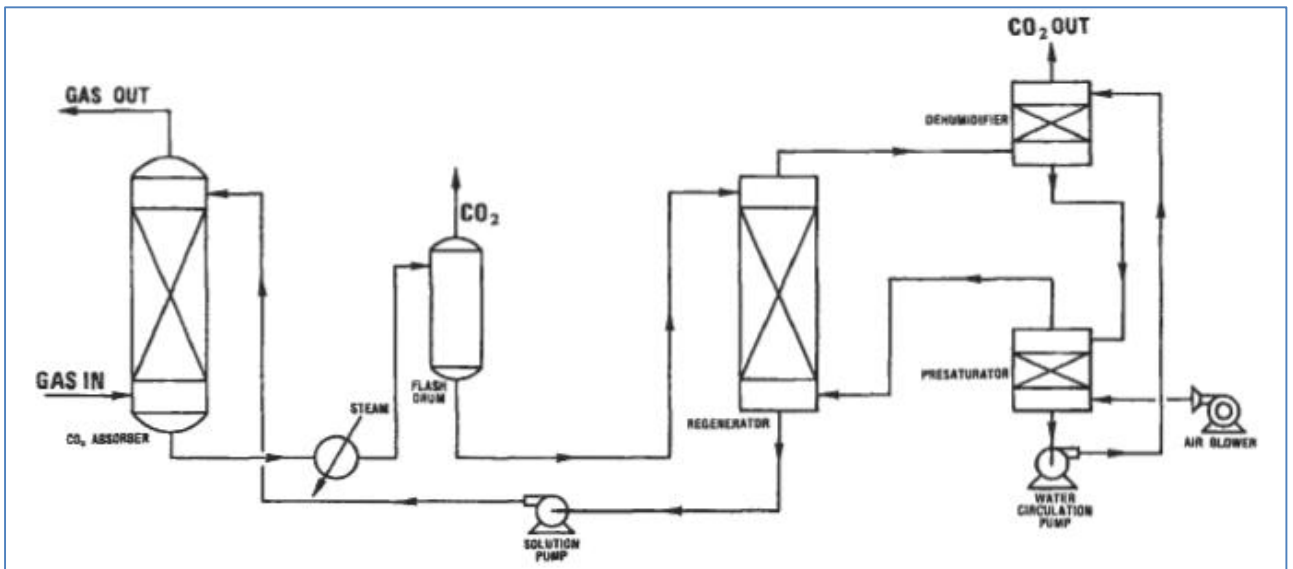 CO₂ OUT
GAS OUT
DEHUMIDIFIER
CO₂
GAS IN
FLASH
DRUM
PRESATURATOR
STEAM
CO₂ ABSORBER
REGENERATOR
AIR BLOWER
WATER
CIRCULATION
PUMP
SOLUTION
PUMP